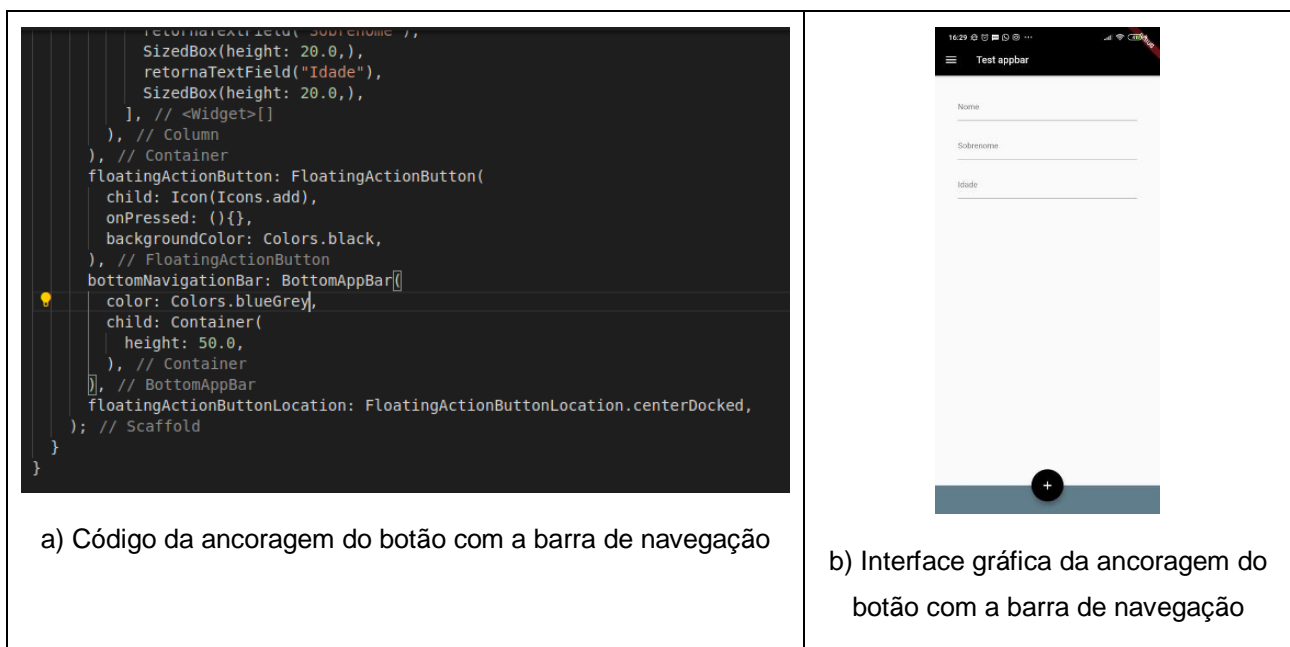 retornaTextField("Sobrenome"),
SizedBox(height: 20.0,),
retornaTextField("Idade"),
SizedBox(height: 20.0,),
], // <Widget>[]
), // Column
), // Container
floatingActionButton: FloatingActionButton(
child: Icon(Icons.add),
onPressed: (){},
backgroundColor: Colors.black,
), // FloatingActionButton
bottomNavigationBar: BottomAppBar(
color: Colors.blueGrey,
child: Container(
height: 50.0,
), // Container
), // BottomAppBar
floatingActionButtonLocation: FloatingActionButtonLocation.centerDocked,
); // Scaffold
}
}
a) Código da ancoragem do botão com a barra de navegação
16:29
Test appbar
Nome
Sobrenome
Idade
+
b) Interface gráfica da ancoragem do
botão com a barra de navegação